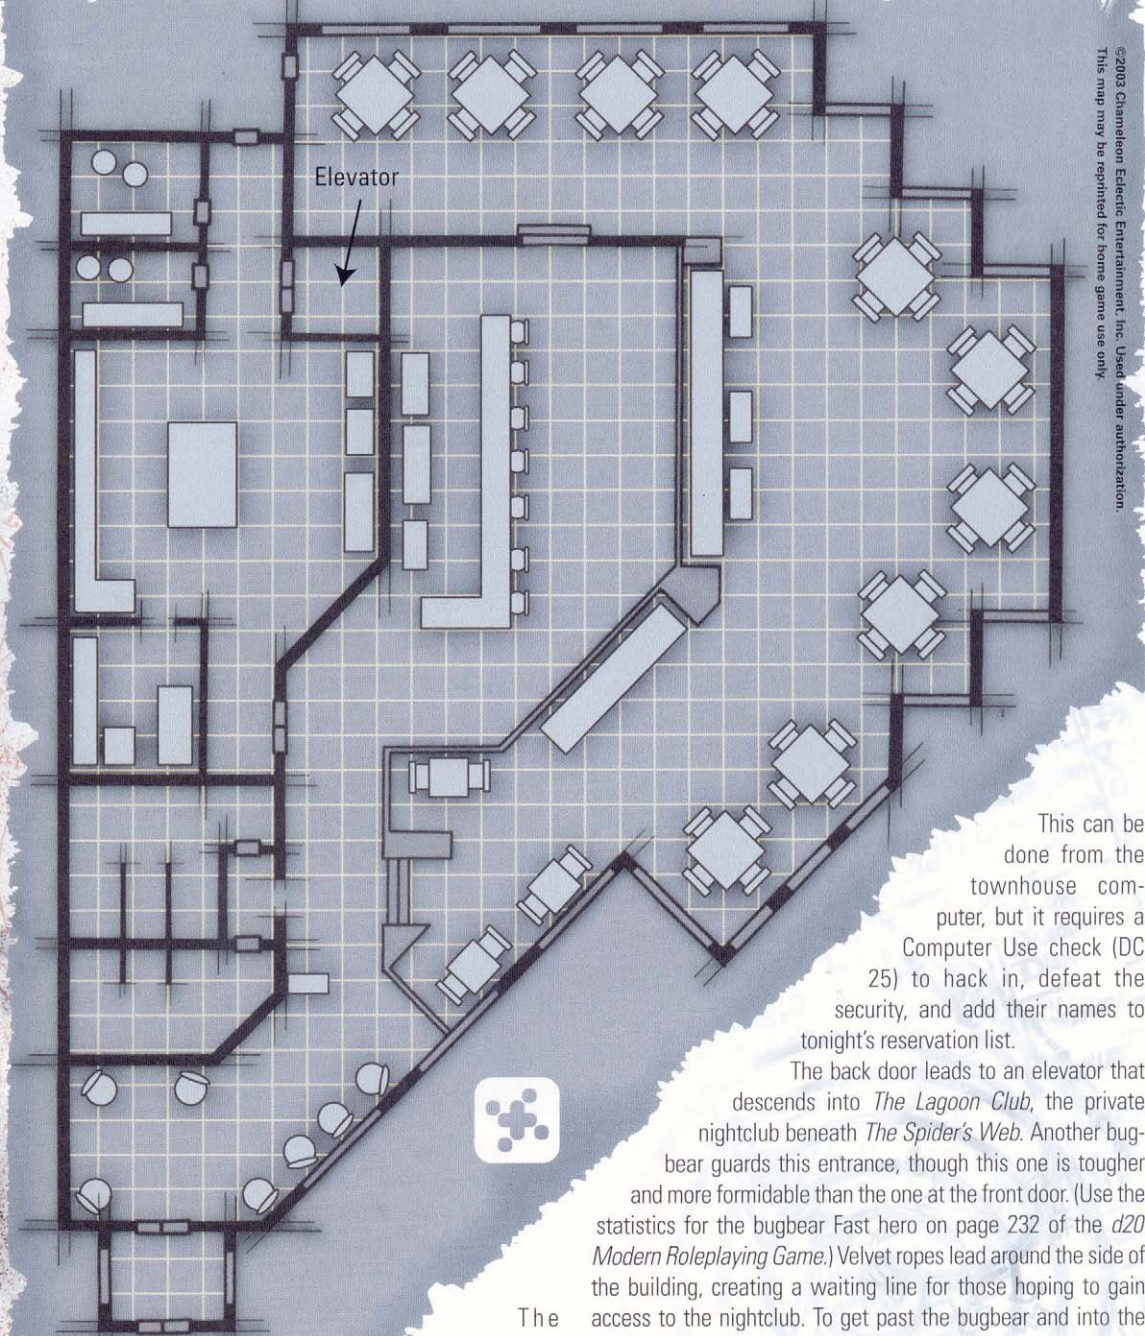 ©2003 Chameleon Eclectic Entertainment, Inc. Used under authorization.
This map may be reprinted for home game use only.
Elevator
This can be
done from the
townhouse com-
puter, but it requires a
Computer Use check (DC
25) to hack in, defeat the
security, and add their names to
tonight's reservation list.
The back door leads to an elevator that
descends into The Lagoon Club, the private
nightclub beneath The Spider's Web. Another bug-
bear guards this entrance, though this one is tougher
and more formidable than the one at the front door. (Use the
statistics for the bugbear Fast hero on page 232 of the d20
Modern Roleplaying Game.) Velvet ropes lead around the side of
the building, creating a waiting line for those hoping to gain
The access to the nightclub. To get past the bugbear and into the